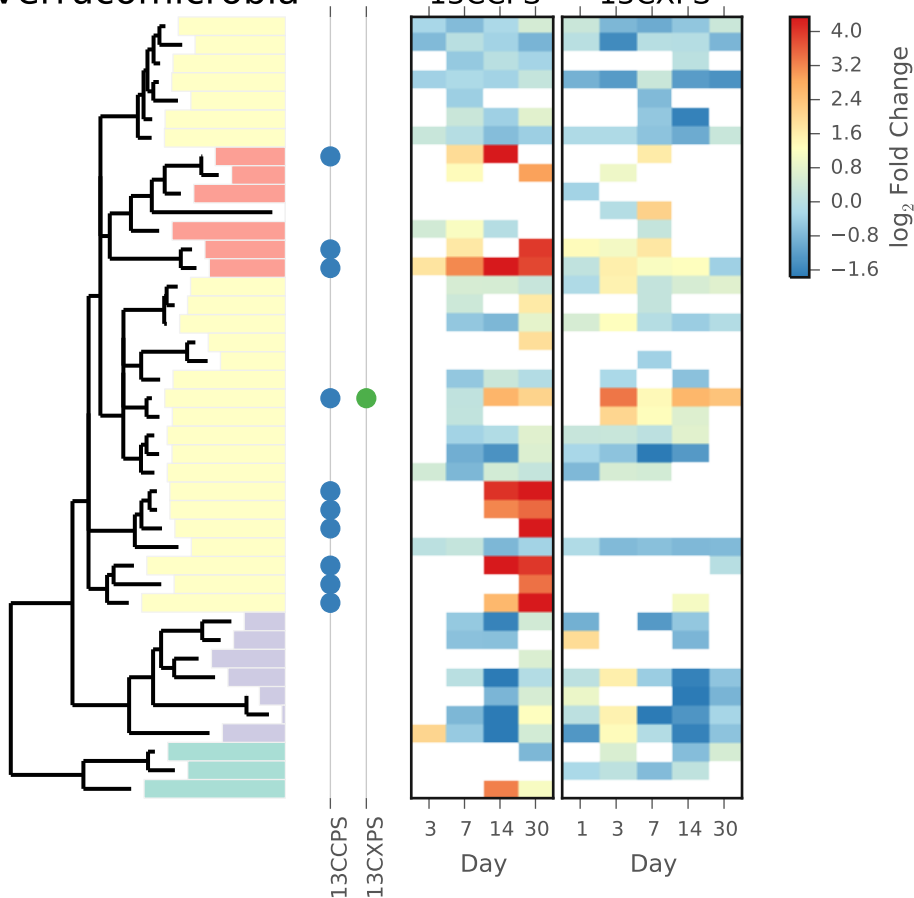 Verrucomicrobia
13CCPS 13CXPS
4.0
3.2
2.4
1.6
0.8
0.0
−0.8
−1.6
log₂ Fold Change
13CCPS
13CXPS
3 7 14 30
1 3 7 14 30
Day
Day